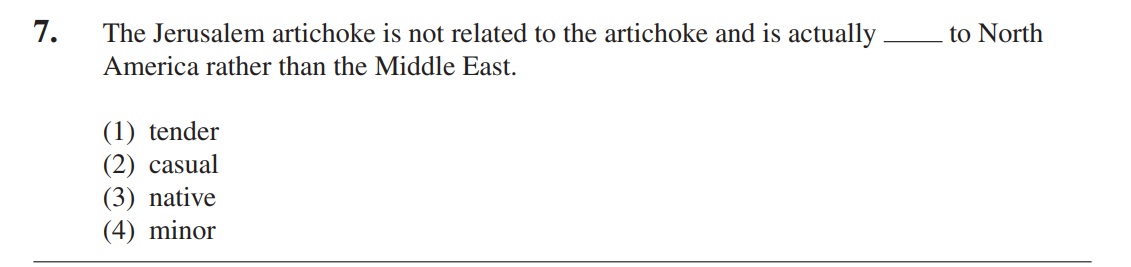 7. The Jerusalem artichoke is not related to the artichoke and is actually ____ to North
America rather than the Middle East.
(1) tender
(2) casual
(3) native
(4) minor